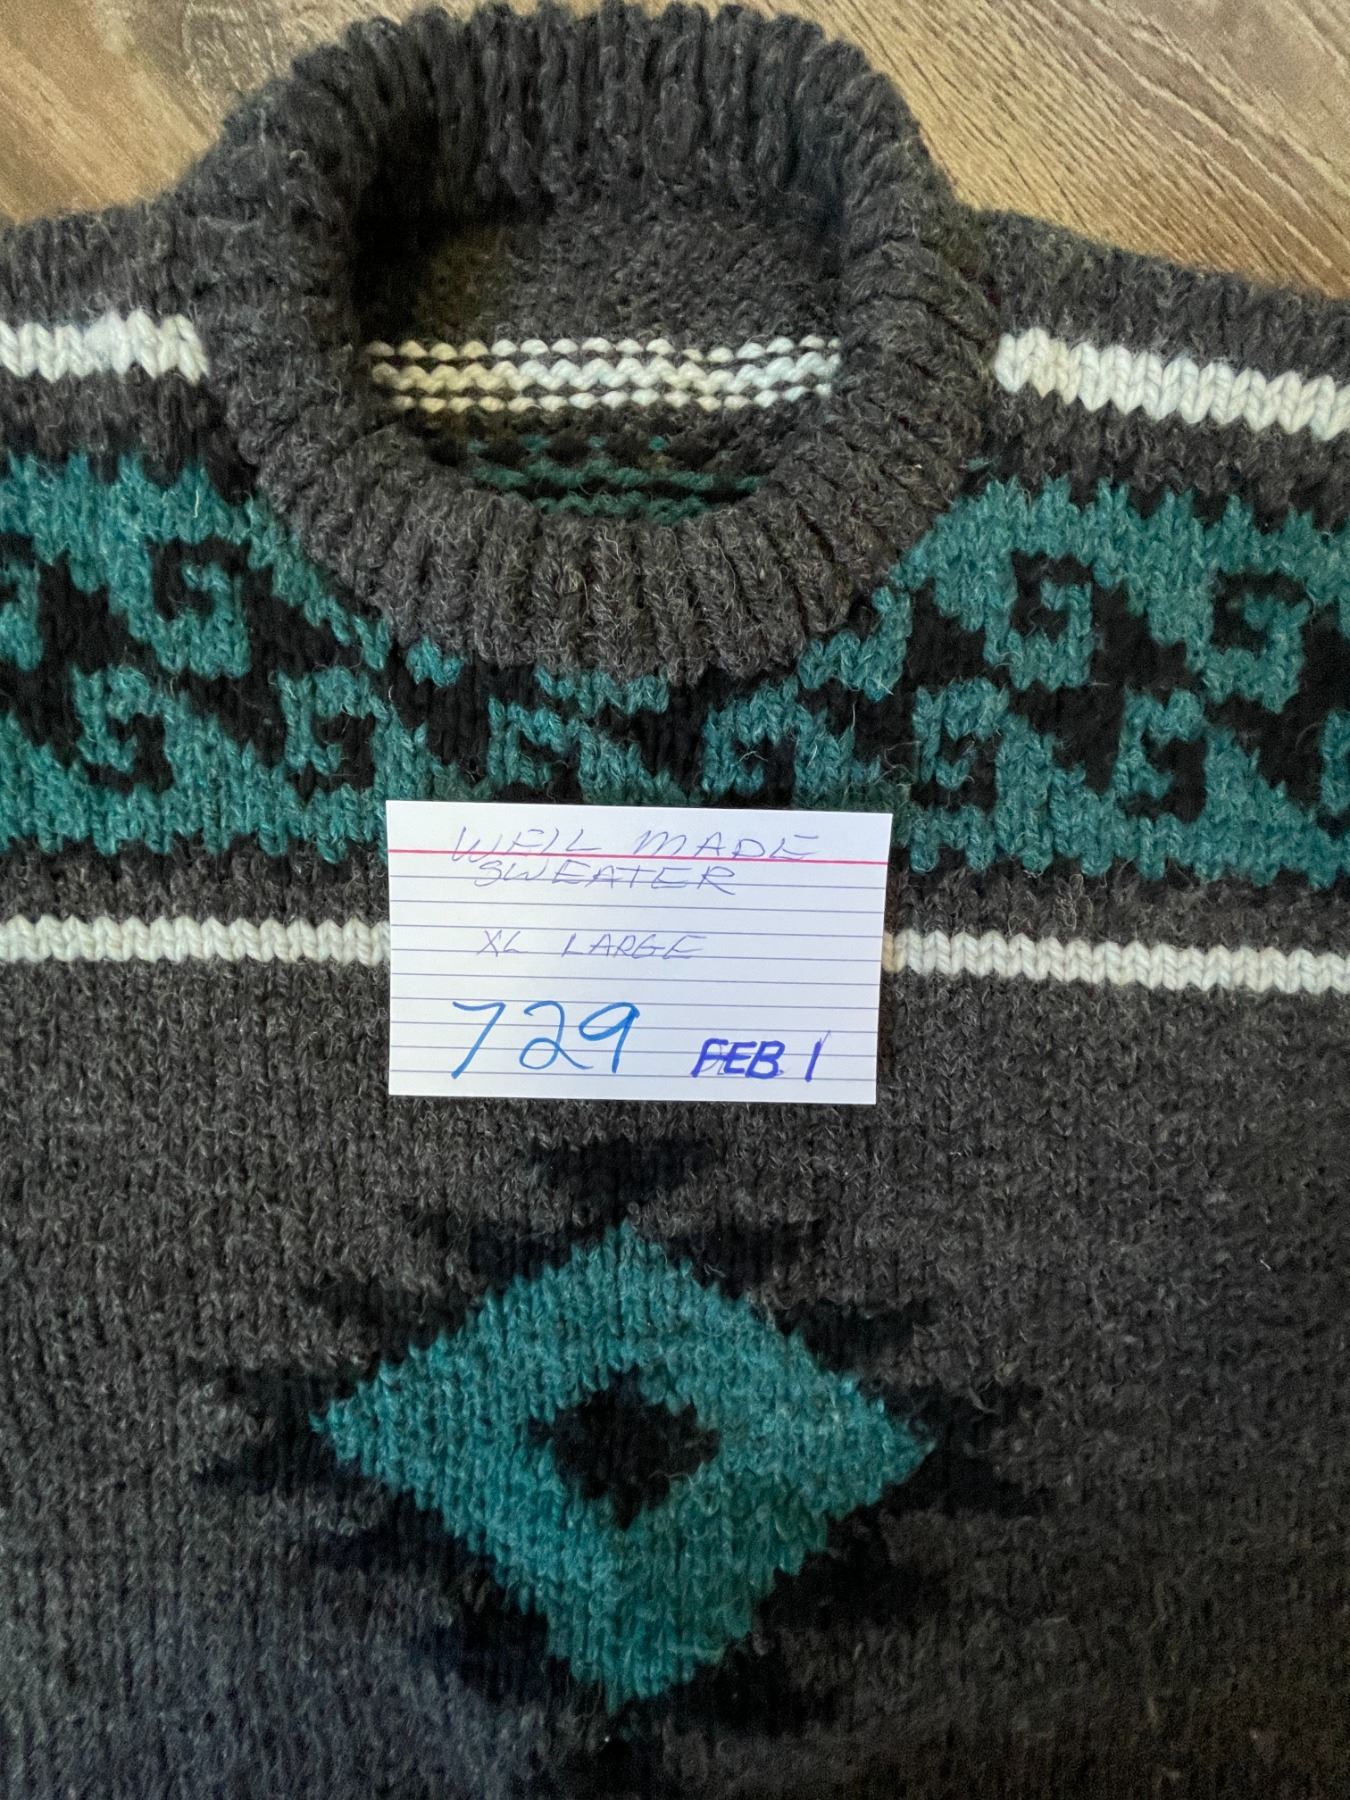 WELL MADE
SWEATER
XL LARGE
729 FEB 1